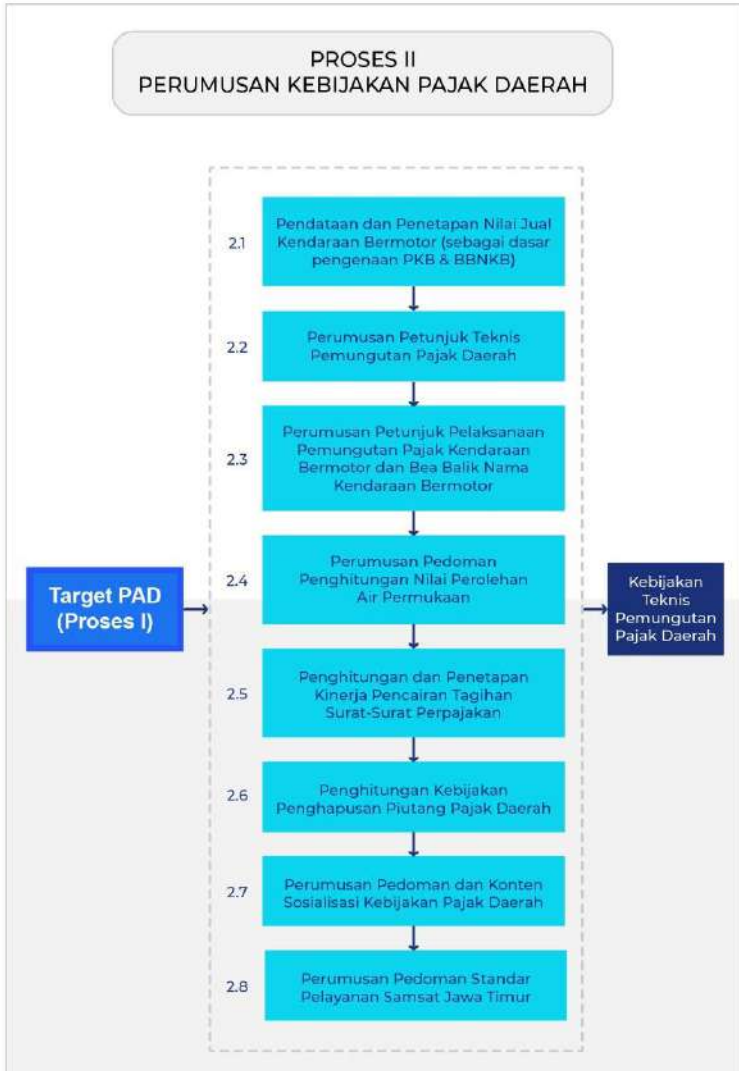 PROSES II
PERUMUSAN KEBIJAKAN PAJAK DAERAH
2.1
Pendataan dan Penetapan Nilai Jual
Kendaraan Bermotor (sebagai dasar
pengenaan PKB & BBNKB)
2.2
Perumusan Petunjuk Teknis
Pemungutan Pajak Daerah
2.3
Perumusan Petunjuk Pelaksanaan
Pemungutan Pajak Kendaraan
Bermotor dan Bea Balik Nama
Kendaraan Bermotor
Target PAD
(Proses I)
2.4
Perumusan Pedoman
Penghitungan Nilai Perolehan
Air Permukaan
Kebijakan
Teknis
Pemungutan
Pajak Daerah
2.5
Penghitungan dan Penetapan
Kinerja Pencairan Tagihan
Surat-Surat Perpajakan
2.6
Penghitungan Kebijakan
Penghapusan Piutang Pajak Daerah
2.7
Perumusan Pedoman dan Konten
Sosialisasi Kebijakan Pajak Daerah
2.8
Perumusan Pedoman Standar
Pelayanan Samsat Jawa Timur